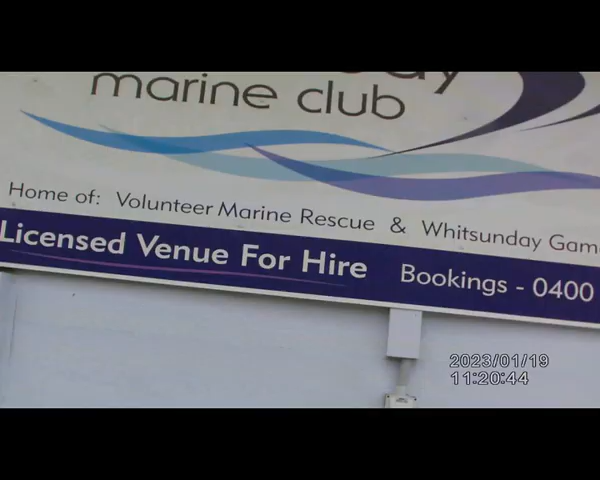 marine club
Home of: Volunteer Marine Rescue & Whitsunday Gam
Licensed Venue For Hire Bookings - 0400
2023/01/19
11:20:44